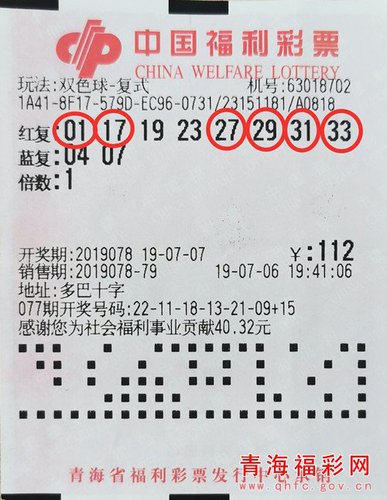 中国福利彩票
CHINA WELFARE LOTTERY
玩法:双色球-复式 机号:63018702
1A41-8F17-579D-EC96-0731/23151181/A0818
红复:01 17 19 23 27 29 31 33
蓝复:04 07
倍数:1
开奖期:2019078 19-07-07 ¥:112
销售期:2019078-79 19-07-06 19:41:06
地址:多巴十字
077期开奖号码:22-11-18-13-21-09+15
感谢您为社会福利事业贡献40.32元
青海省福利彩票发行中心承销
青海福彩网
www.qhfc.gov.cn